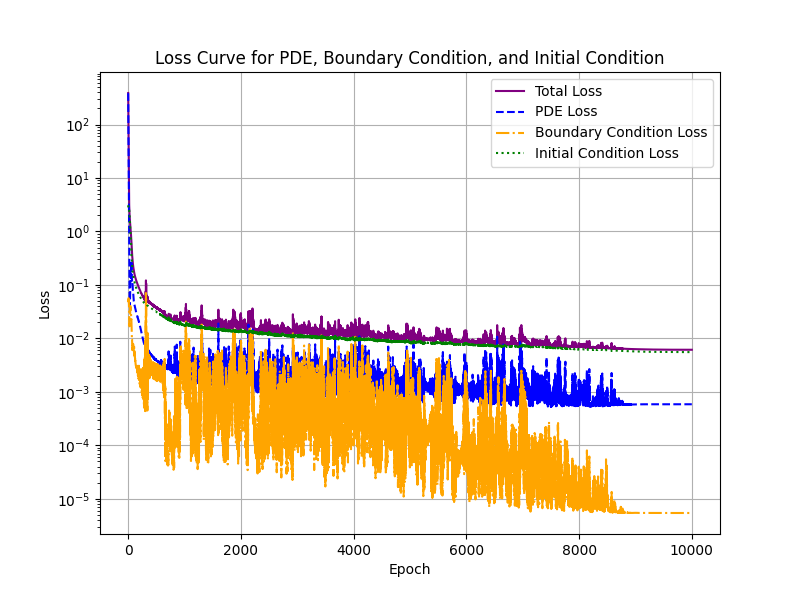 Loss Curve for PDE, Boundary Condition, and Initial Condition
Total Loss
PDE Loss
Boundary Condition Loss
Initial Condition Loss
Loss
10²
10¹
10⁰
10⁻¹
10⁻²
10⁻³
10⁻⁴
10⁻⁵
0 2000 4000 6000 8000 10000
Epoch